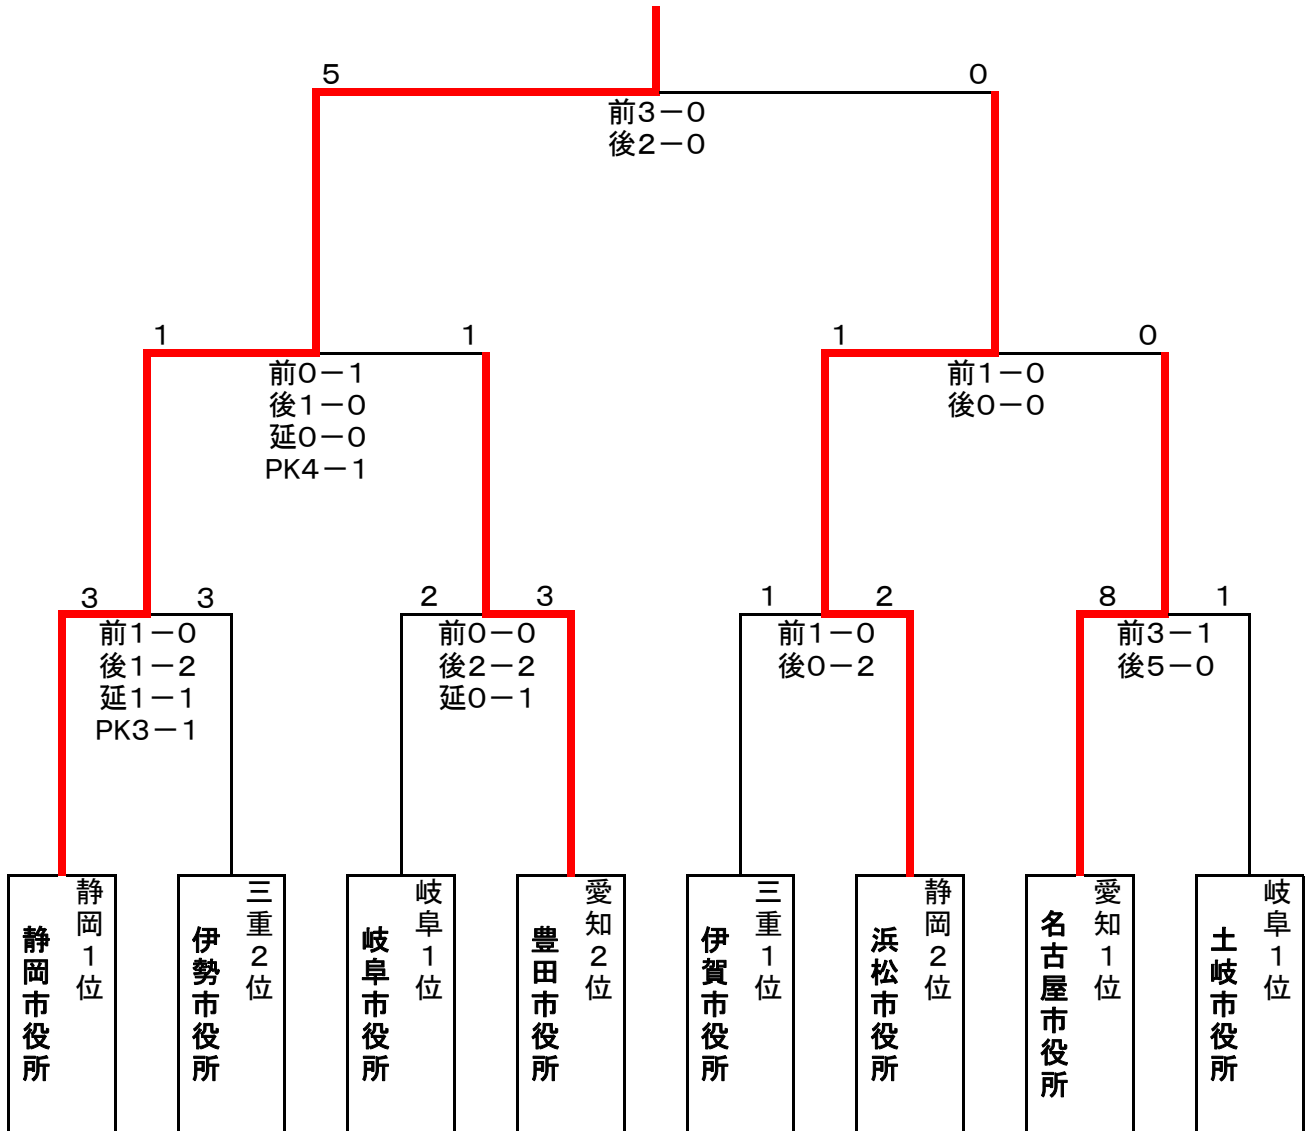 5 0
前3-0
後2-0
1 1
前0-1
後1-0
延0-0
PK4-1
1 0
前1-0
後0-0
3 3
前1-0
後1-2
延1-1
PK3-1
2 3
前0-0
後2-2
延0-1
1 2
前1-0
後0-2
8 1
前3-1
後5-0
静岡1位
静岡市役所
三重2位
伊勢市役所
岐阜1位
岐阜市役所
愛知2位
豊田市役所
三重1位
伊賀市役所
静岡2位
浜松市役所
愛知1位
名古屋市役所
岐阜1位
土岐市役所